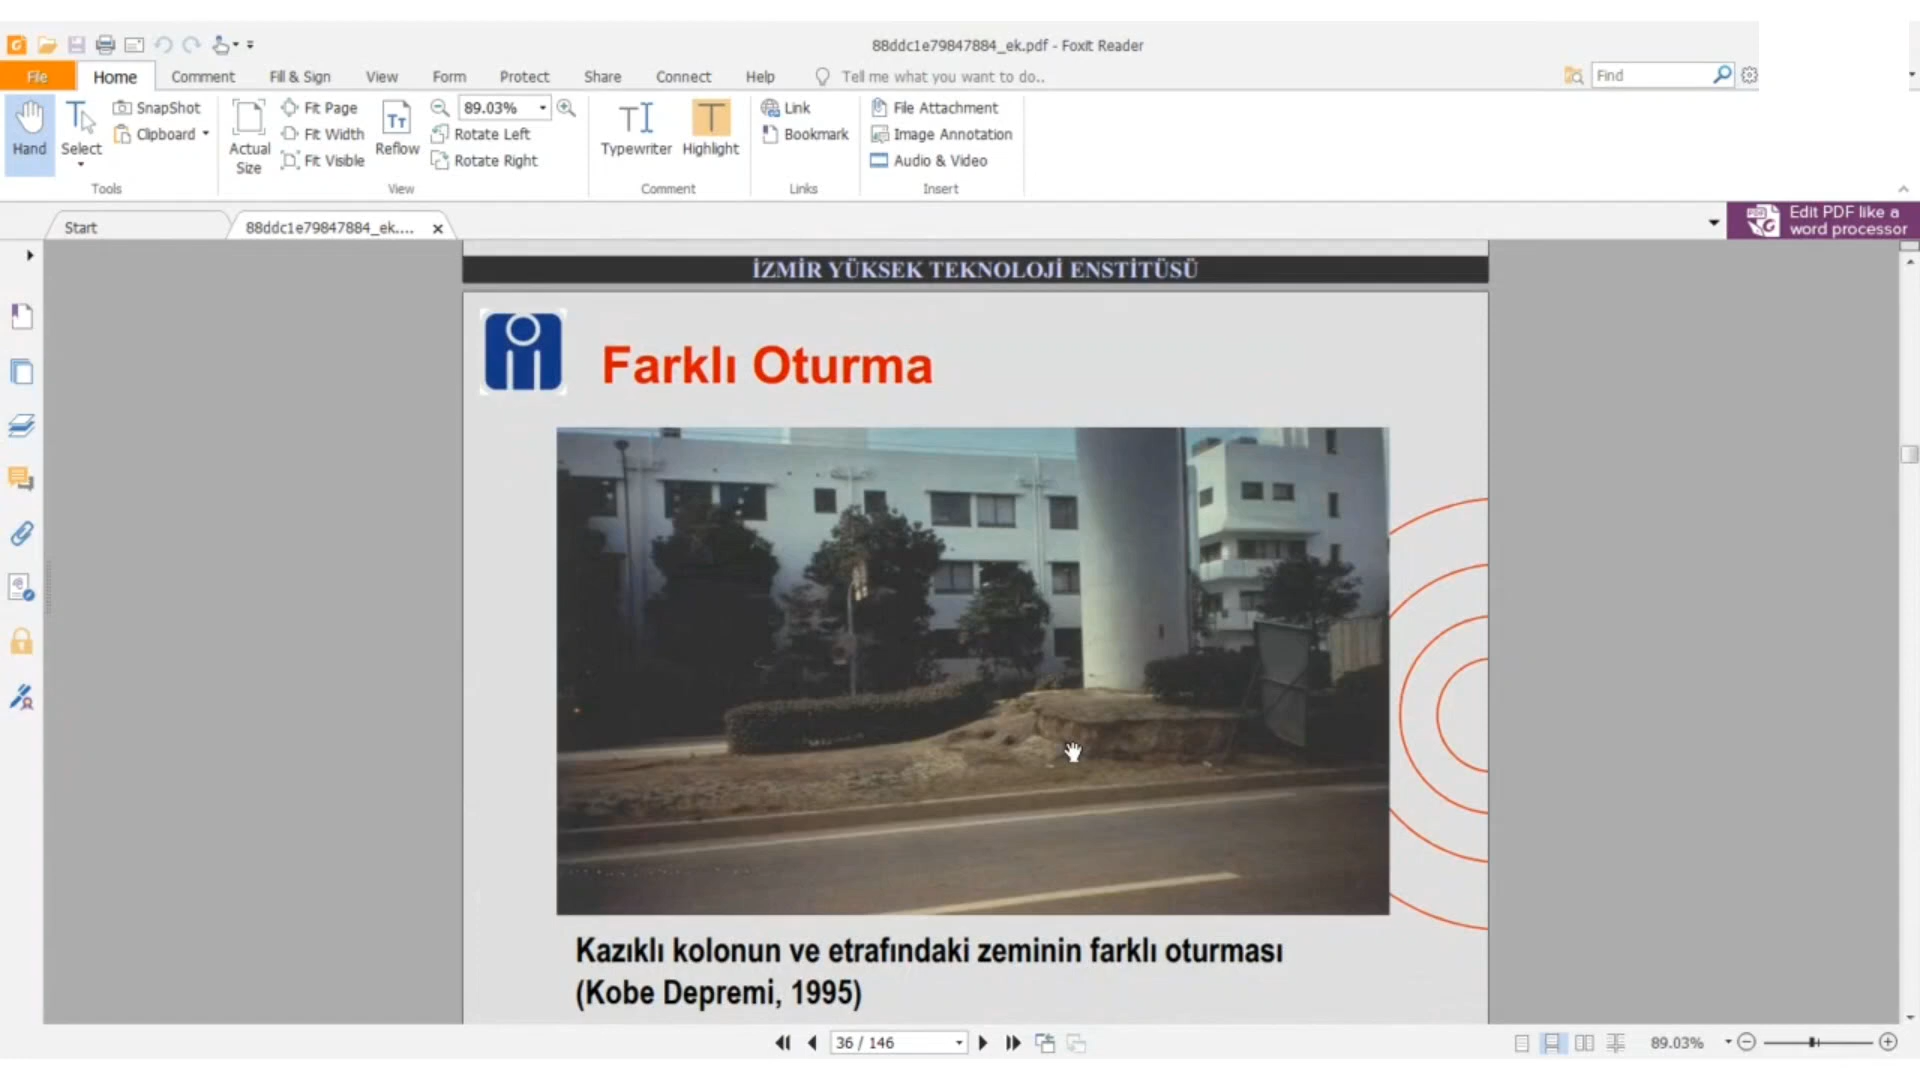 88ddc1e79847884_ek.pdf - Foxit Reader
File Home Comment Fill & Sign View Form Protect Share Connect Help Tell me what you want to do.. Find
Hand
Select
SnapShot
Clipboard
Tools
Actual Size
Fit Page
Fit Width
Fit Visible
Reflow
89.03%
Rotate Left
Rotate Right
View
Typewriter
Highlight
Comment
Link
Bookmark
Links
File Attachment
Image Annotation
Audio & Video
Insert
Start
88ddc1e79847884_ek....
Edit PDF like a
word processor
İZMİR YÜKSEK TEKNOLOJİ ENSTİTÜSÜ
Farklı Oturma
Kazıklı kolonun ve etrafındaki zeminin farklı oturması
(Kobe Depremi, 1995)
36 / 146
89.03%